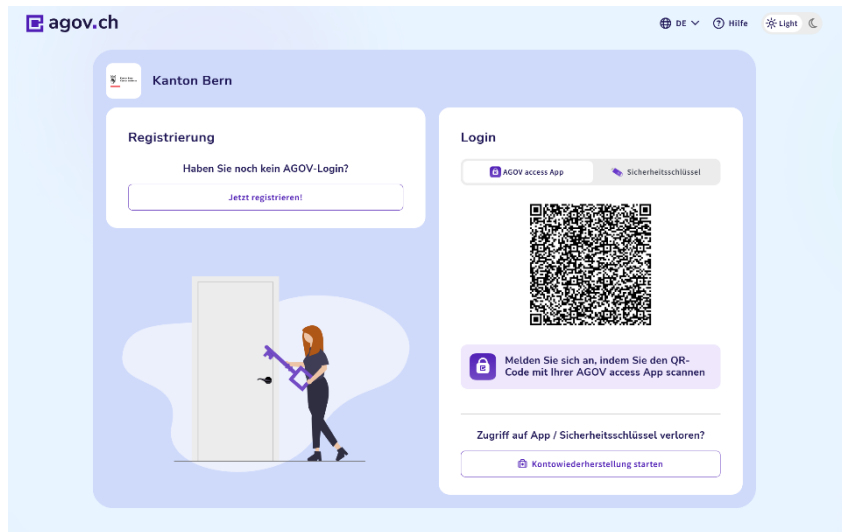 agov.ch
DE
Hilfe
Light
Kanton Bern
Registrierung
Haben Sie noch kein AGOV-Login?
Jetzt registrieren!
Login
AGOV access App
Sicherheitsschlüssel
Melden Sie sich an, indem Sie den QR-
Code mit Ihrer AGOV access App scannen
Zugriff auf App / Sicherheitsschlüssel verloren?
Kontowiederherstellung starten